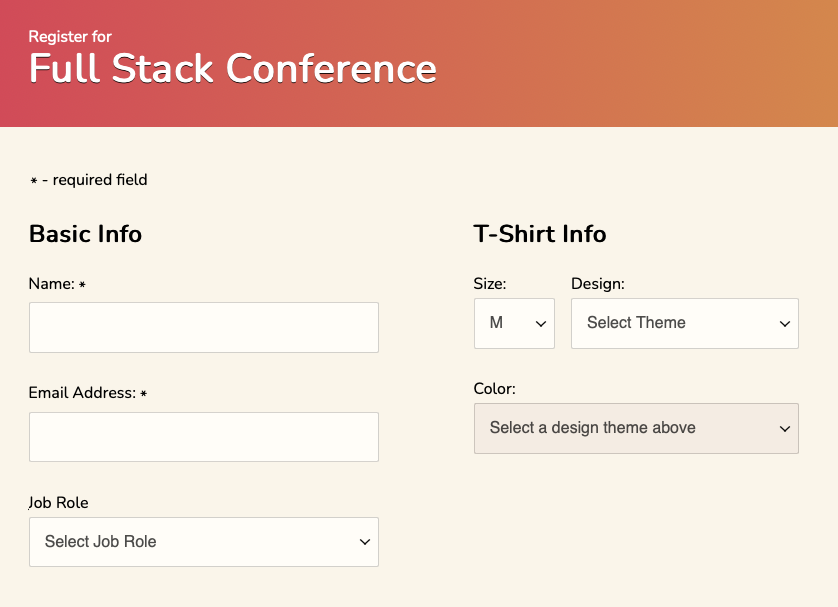 Register for
Full Stack Conference
* - required field
Basic Info
Name: *
Email Address: *
Job Role
Select Job Role
T-Shirt Info
Size: Design:
M Select Theme
Color:
Select a design theme above